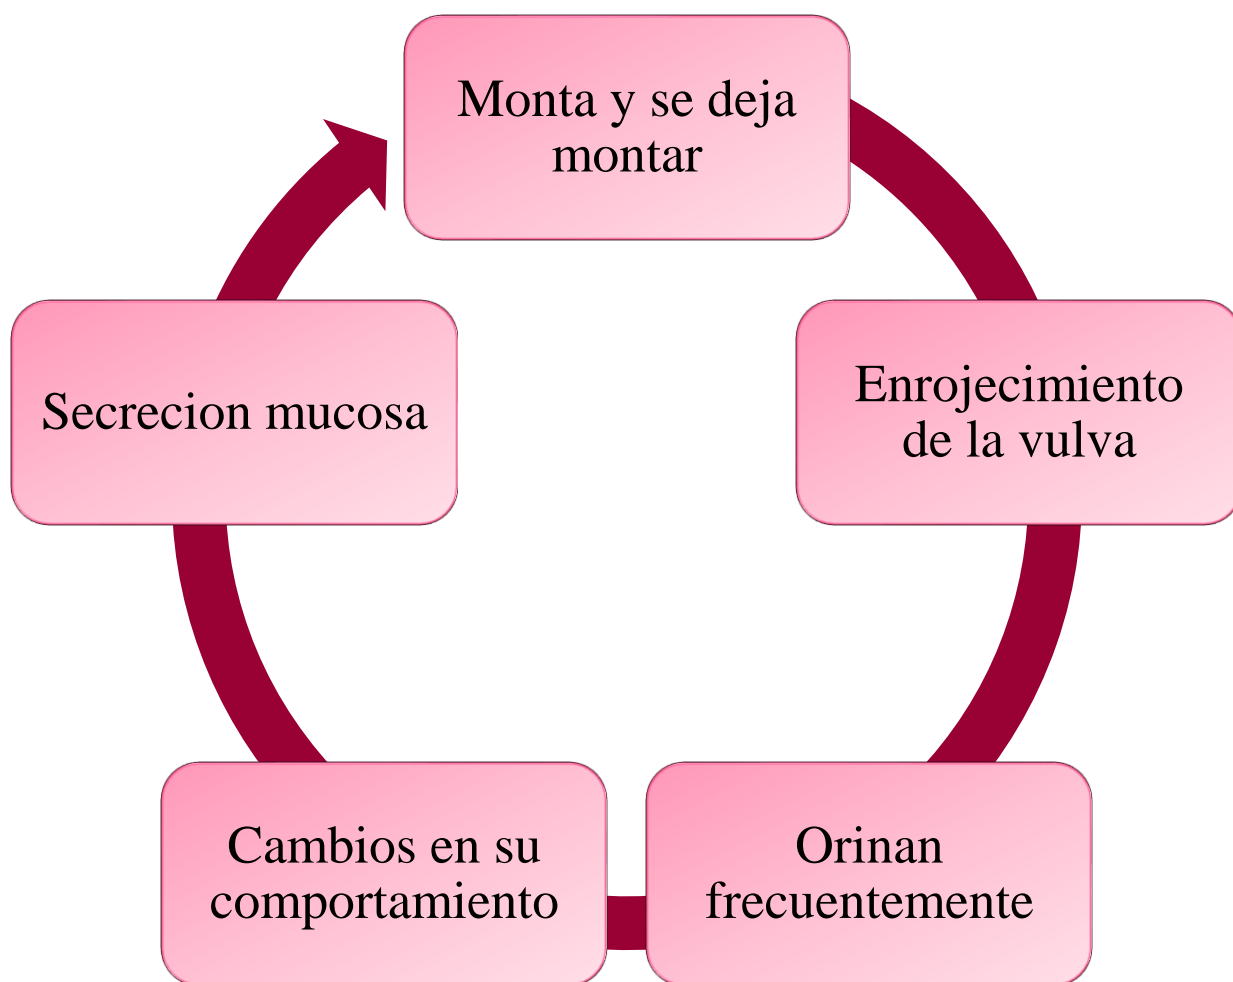 Monta y se deja
montar
Enrojecimiento
de la vulva
Orinan
frecuentemente
Cambios en su
comportamiento
Secrecion mucosa